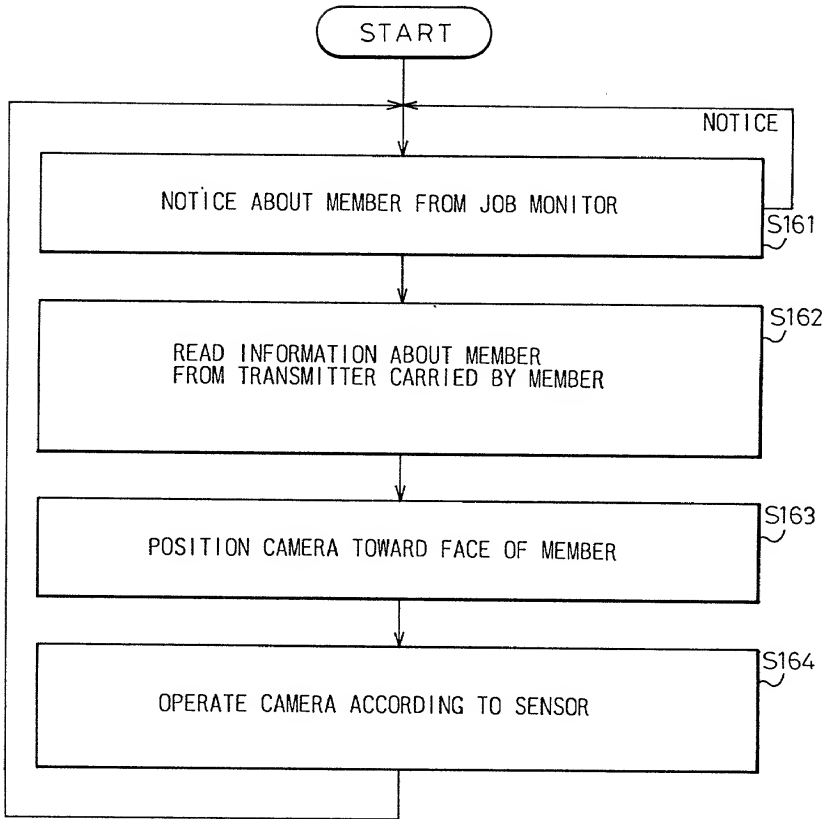 START
NOTICE
NOTICE ABOUT MEMBER FROM JOB MONITOR
S161
S162
READ INFORMATION ABOUT MEMBER
FROM TRANSMITTER CARRIED BY MEMBER
S163
POSITION CAMERA TOWARD FACE OF MEMBER
S164
OPERATE CAMERA ACCORDING TO SENSOR